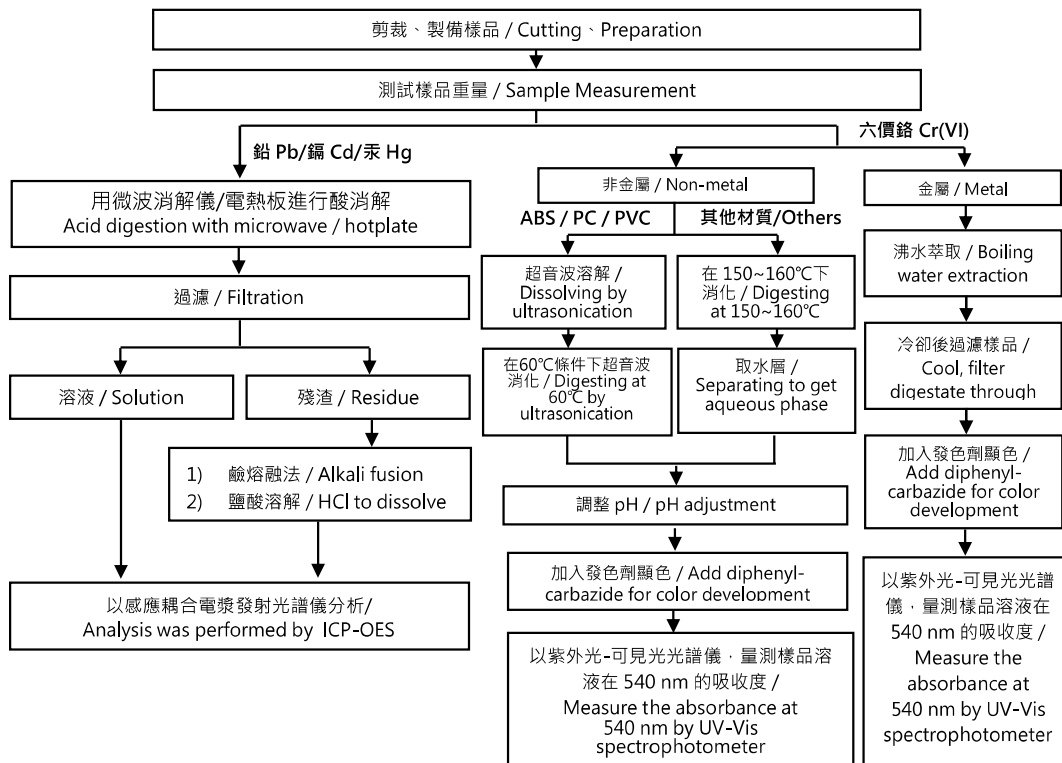 剪裁、製備樣品 / Cutting、Preparation
測試樣品重量 / Sample Measurement
鉛 Pb/鎘 Cd/汞 Hg
用微波消解儀/電熱板進行酸消解
Acid digestion with microwave / hotplate
過濾 / Filtration
溶液 / Solution
殘渣 / Residue
1) 鹼熔融法 / Alkali fusion
2) 鹽酸溶解 / HCl to dissolve
以感應耦合電漿發射光譜儀分析/
Analysis was performed by ICP-OES
六價鉻 Cr(VI)
非金屬 / Non-metal
ABS / PC / PVC
其他材質/Others
超音波溶解 /
Dissolving by
ultrasonication
在60℃條件下超音波
消化 / Digesting at
60℃ by
ultrasonication
在 150~160℃下
消化 / Digesting
at 150~160℃
取水層 /
Separating to get
aqueous phase
調整 pH / pH adjustment
加入發色劑顯色 / Add diphenyl-
carbazide for color development
以紫外光-可見光光譜儀，量測樣品溶
液在 540 nm 的吸收度 /
Measure the absorbance at
540 nm by UV-Vis
spectrophotometer
金屬 / Metal
沸水萃取 / Boiling
water extraction
冷卻後過濾樣品 /
Cool, filter
digestate through
加入發色劑顯色 /
Add diphenyl-
carbazide for color
development
以紫外光-可見光光譜
儀，量測樣品溶液在
540 nm 的吸收度 /
Measure the
absorbance at
540 nm by UV-Vis
spectrophotometer